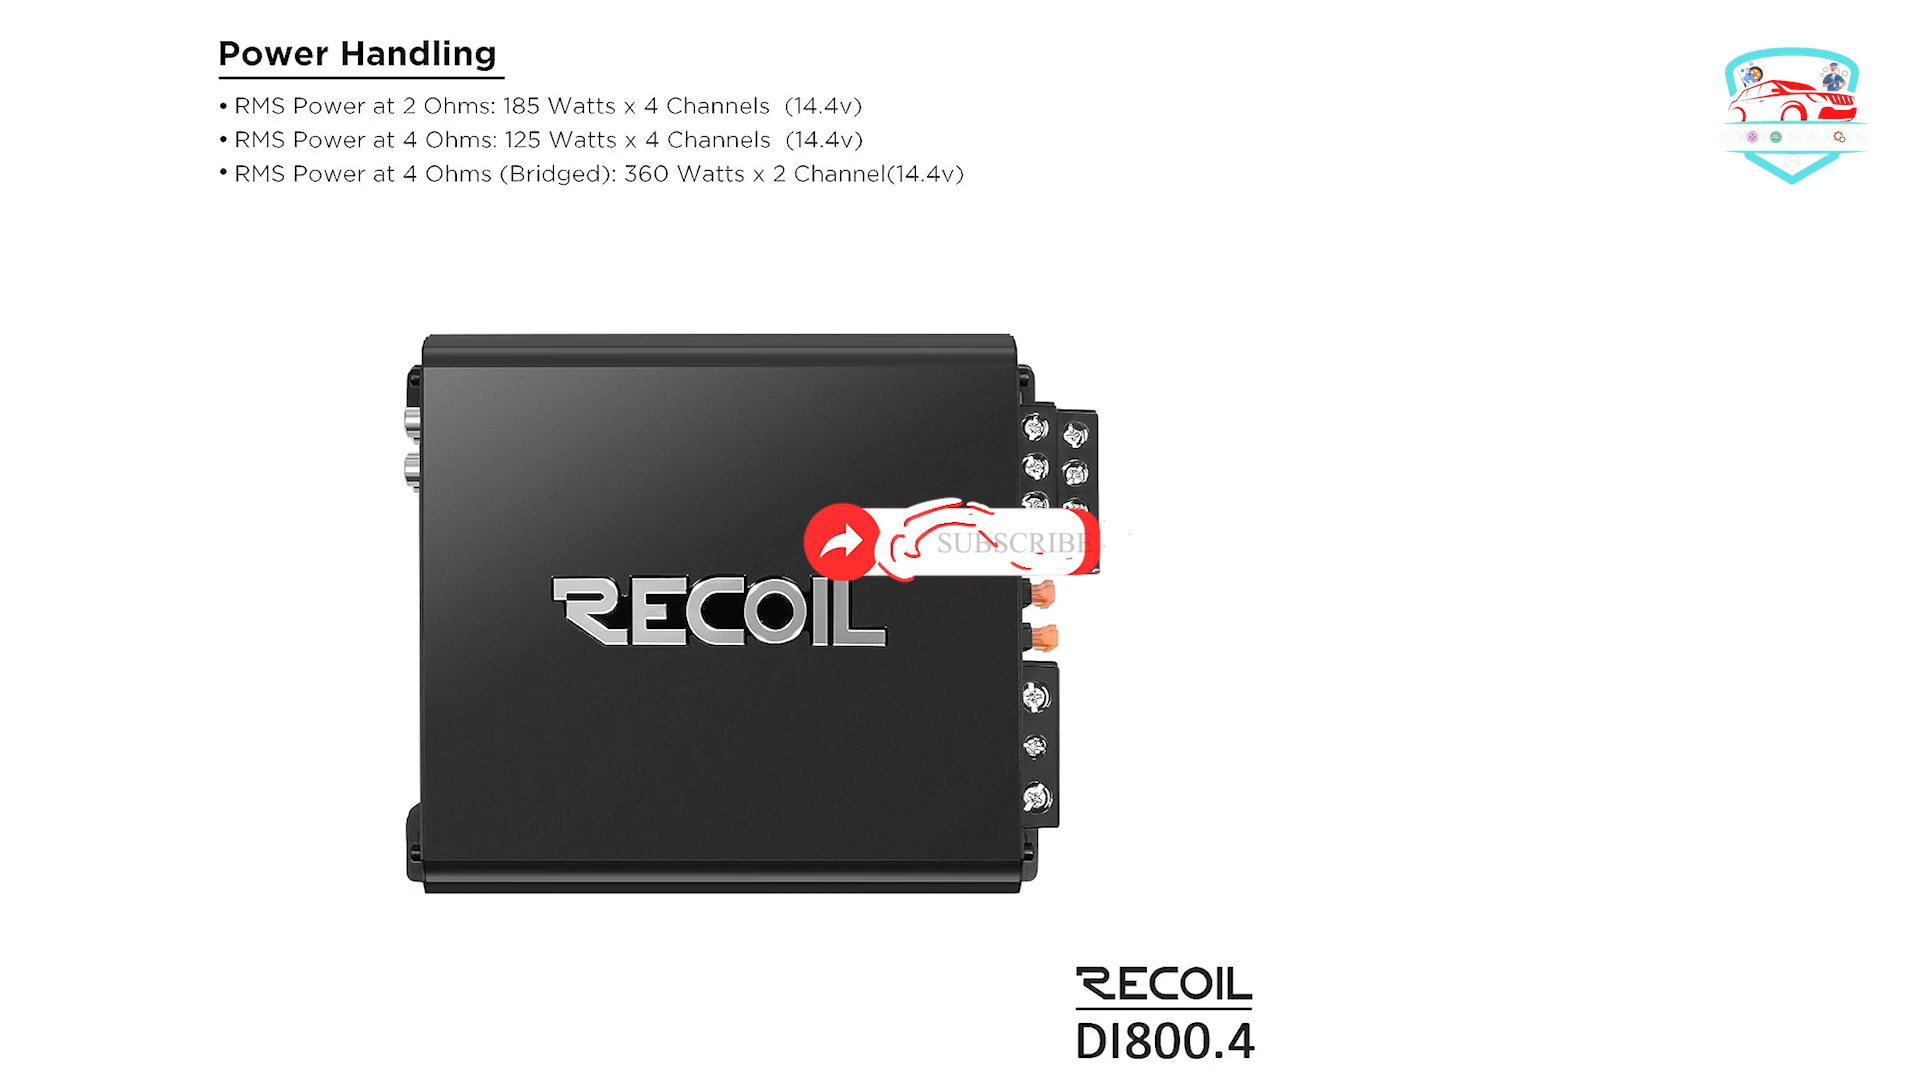 Power Handling
• RMS Power at 2 Ohms: 185 Watts x 4 Channels (14.4v)
• RMS Power at 4 Ohms: 125 Watts x 4 Channels (14.4v)
• RMS Power at 4 Ohms (Bridged): 360 Watts x 2 Channel(14.4v)
SUBSCRIBE
RECOIL
RECOIL
DI800.4